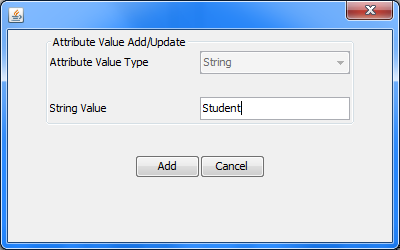 Attribute Value Add/Update
Attribute Value Type String
String Value Student
Add Cancel